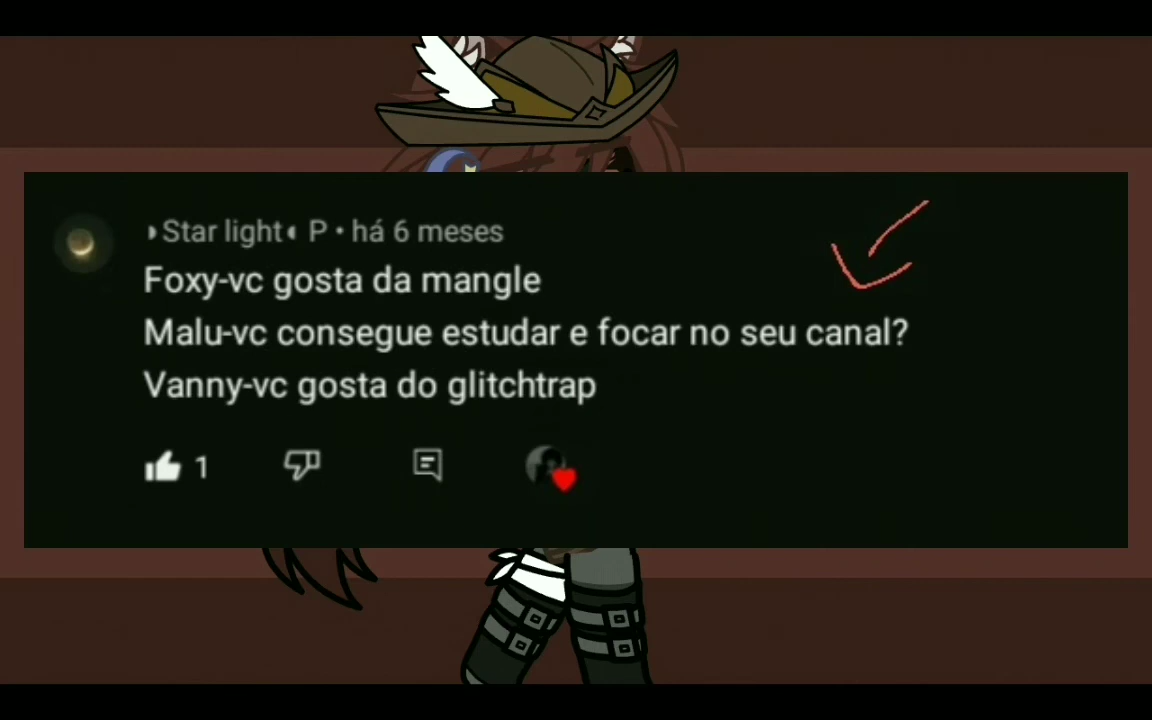 ◗Star light◖ P • há 6 meses
Foxy-vc gosta da mangle
Malu-vc consegue estudar e focar no seu canal?
Vanny-vc gosta do glitchtrap
1